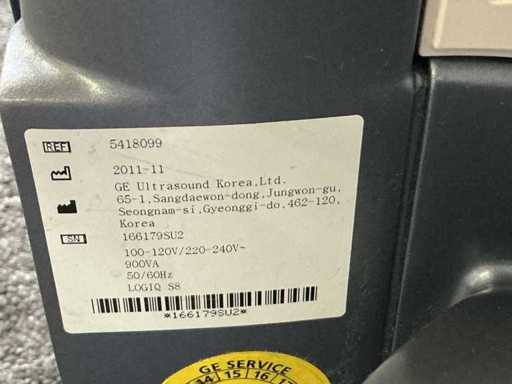 REF 5418099
2011-11
GE Ultrasound Korea,Ltd.
65-1,Sangdaewon-dong,Jungwon-gu,
Seongnam-si,Gyeonggi-do,462-120,
Korea
SN 166179SU2
100-120V/220-240V~
900VA
50/60Hz
LOGIQ S8
*166179SU2*
GE SERVICE
14 15 16 17